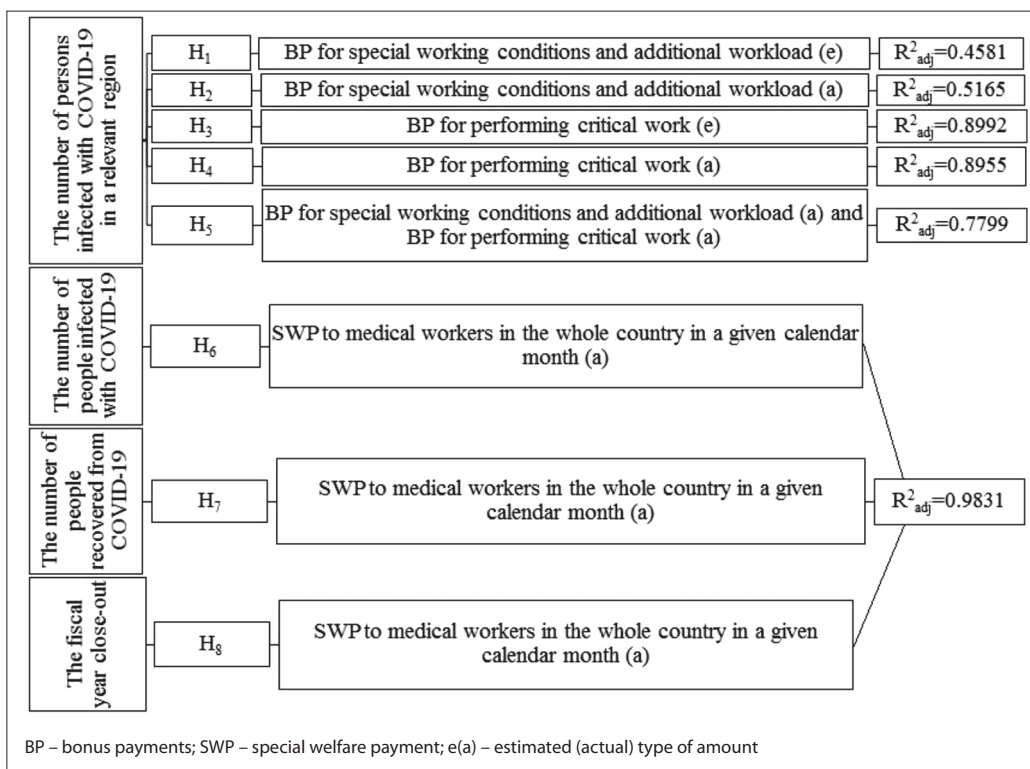 The number of persons
infected with COVID-19
in a relevant region
H1
BP for special working conditions and additional workload (e)
R²adj=0.4581
H2
BP for special working conditions and additional workload (a)
R²adj=0.5165
H3
BP for performing critical work (e)
R²adj=0.8992
H4
BP for performing critical work (a)
R²adj=0.8955
H5
BP for special working conditions and additional workload (a) and
BP for performing critical work (a)
R²adj=0.7799
The number of
people infected
with COVID-19
H6
SWP to medical workers in the whole country in a given calendar
month (a)
The number of
people
recovered from
COVID-19
H7
SWP to medical workers in the whole country in a given
calendar month (a)
R²adj=0.9831
The fiscal
year close-out
H8
SWP to medical workers in the whole country in a given
calendar month (a)
BP – bonus payments; SWP – special welfare payment; e(a) – estimated (actual) type of amount